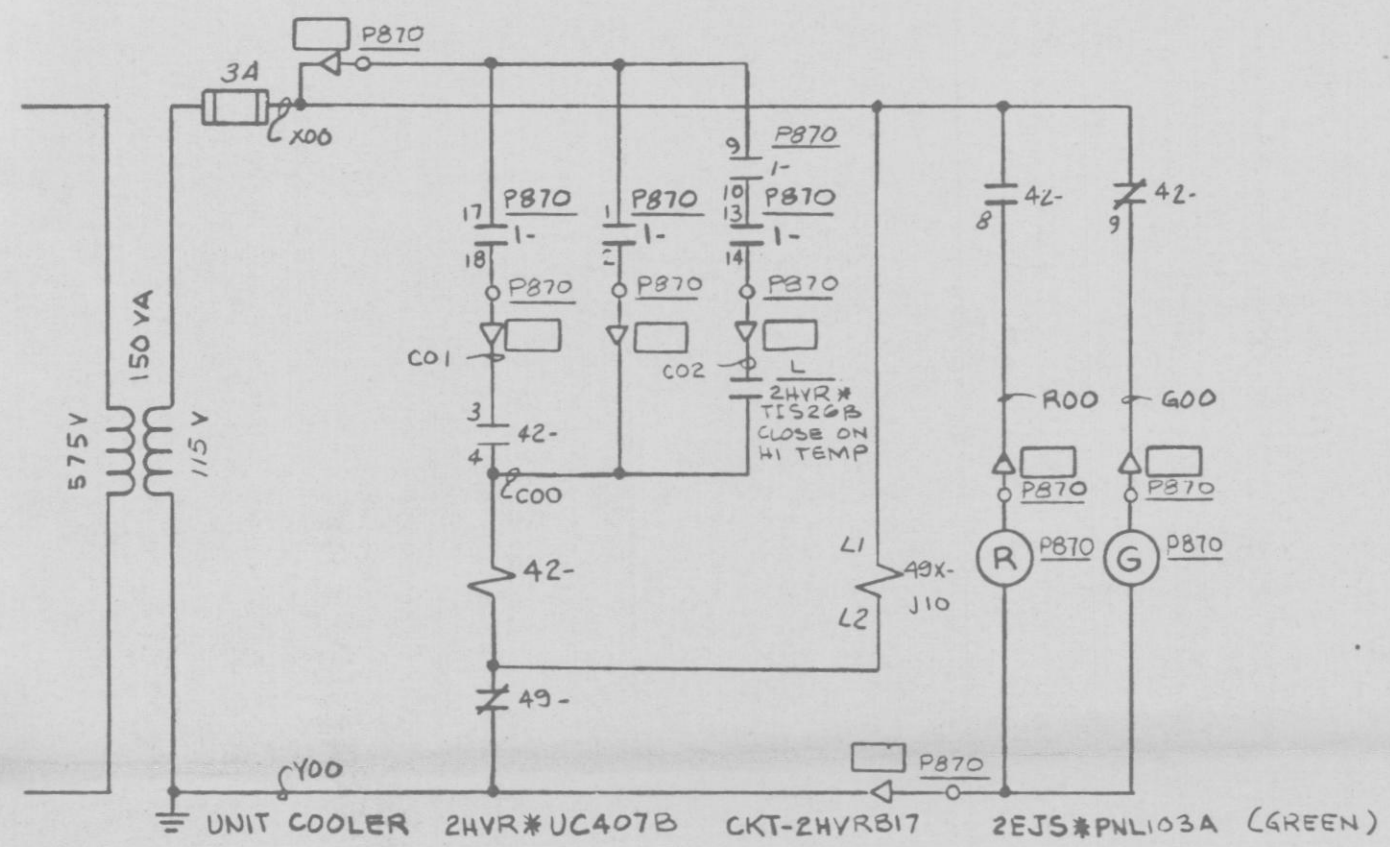 P870
3A
X00
P870
9
1-
10
17
P870
1
P870
13
P870
1-
1-
1-
18
2
14
P870
P870
P870
42-
8
42-
9
150 VA
575 V
115 V
C01
C02
L
2HVR*
TIS26B
CLOSE ON
HI TEMP
R00
G00
3
42-
4
C00
P870
P870
42-
L1
49X-
J10
L2
R
P870
G
P870
49-
Y00
P870
UNIT COOLER 2HVR*UC407B CKT-2HVRB17 2EJS*PNL103A (GREEN)